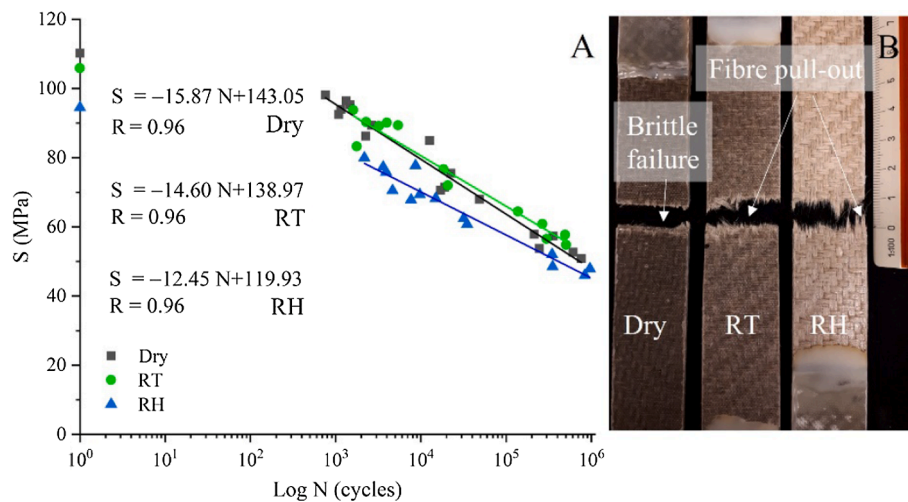 A
120
100
80
60
40
20
0
S (MPa)
S = –15.87 N+143.05
R = 0.96
Dry
S = –14.60 N+138.97
R = 0.96
RT
S = –12.45 N+119.93
R = 0.96
RH
Dry
RT
RH
10⁰
10¹
10²
10³
10⁴
10⁵
10⁶
Log N (cycles)
B
Fibre pull-out
Brittle
failure
Dry
RT
RH
1:100